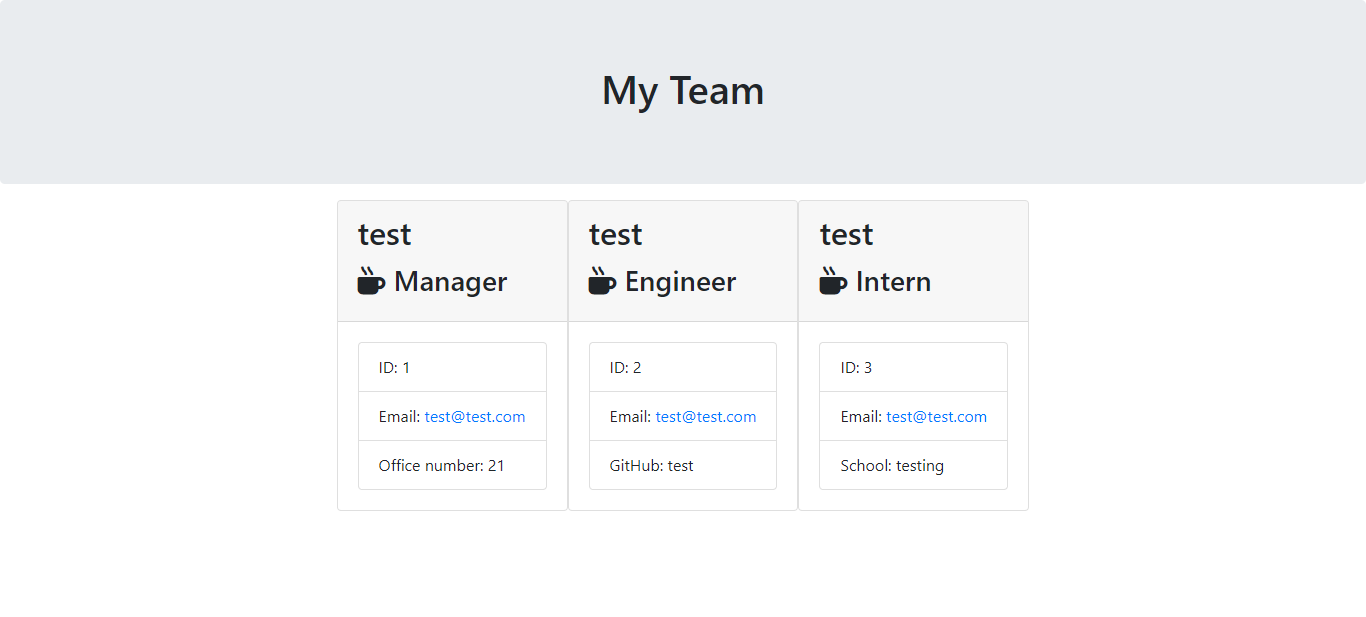 My Team
test
Manager
ID: 1
Email: test@test.com
Office number: 21
test
Engineer
ID: 2
Email: test@test.com
GitHub: test
test
Intern
ID: 3
Email: test@test.com
School: testing